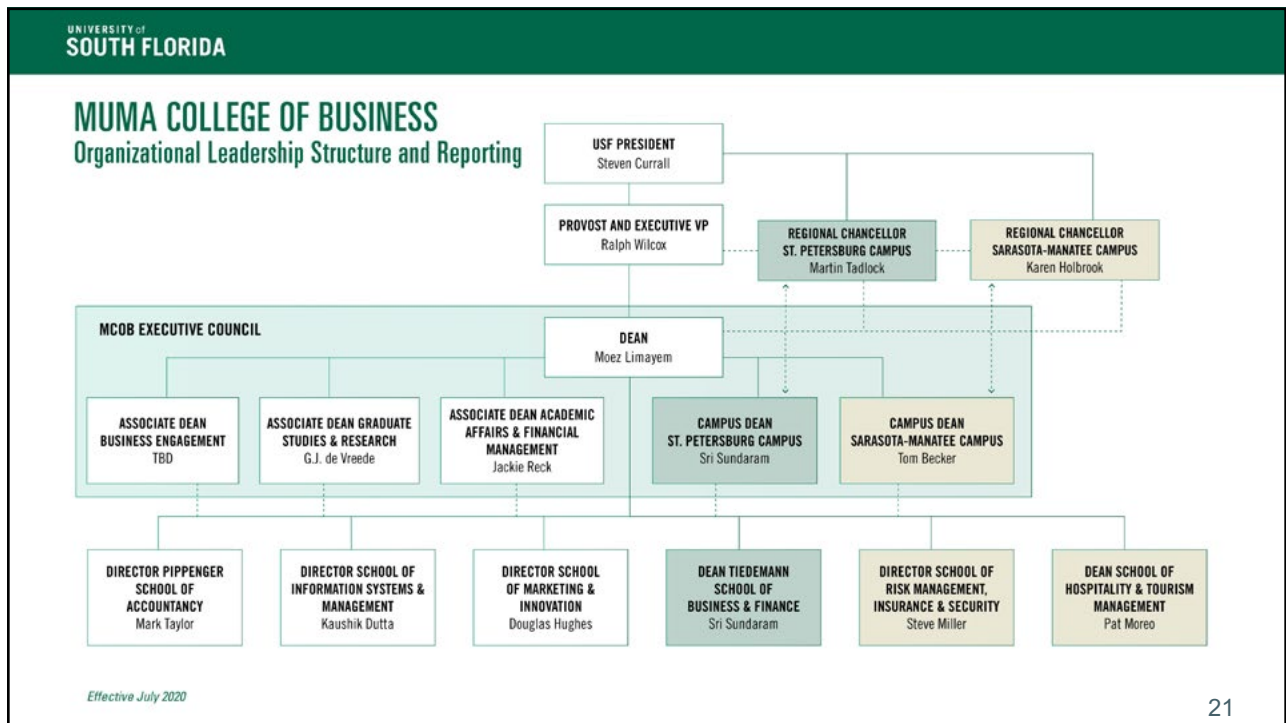 UNIVERSITY of
SOUTH FLORIDA
MUMA COLLEGE OF BUSINESS
Organizational Leadership Structure and Reporting
USF PRESIDENT
Steven Currall
PROVOST AND EXECUTIVE VP
Ralph Wilcox
REGIONAL CHANCELLOR
ST. PETERSBURG CAMPUS
Martin Tadlock
REGIONAL CHANCELLOR
SARASOTA-MANATEE CAMPUS
Karen Holbrook
MCOB EXECUTIVE COUNCIL
DEAN
Moez Limayem
ASSOCIATE DEAN
BUSINESS ENGAGEMENT
TBD
ASSOCIATE DEAN GRADUATE
STUDIES & RESEARCH
G.J. de Vreede
ASSOCIATE DEAN ACADEMIC
AFFAIRS & FINANCIAL
MANAGEMENT
Jackie Reck
CAMPUS DEAN
ST. PETERSBURG CAMPUS
Sri Sundaram
CAMPUS DEAN
SARASOTA-MANATEE CAMPUS
Tom Becker
DIRECTOR PIPPENGER
SCHOOL OF
ACCOUNTANCY
Mark Taylor
DIRECTOR SCHOOL OF
INFORMATION SYSTEMS &
MANAGEMENT
Kaushik Dutta
DIRECTOR SCHOOL
OF MARKETING &
INNOVATION
Douglas Hughes
DEAN TIEDEMANN
SCHOOL OF
BUSINESS & FINANCE
Sri Sundaram
DIRECTOR SCHOOL OF
RISK MANAGEMENT,
INSURANCE & SECURITY
Steve Miller
DEAN SCHOOL OF
HOSPITALITY & TOURISM
MANAGEMENT
Pat Moreo
Effective July 2020
21